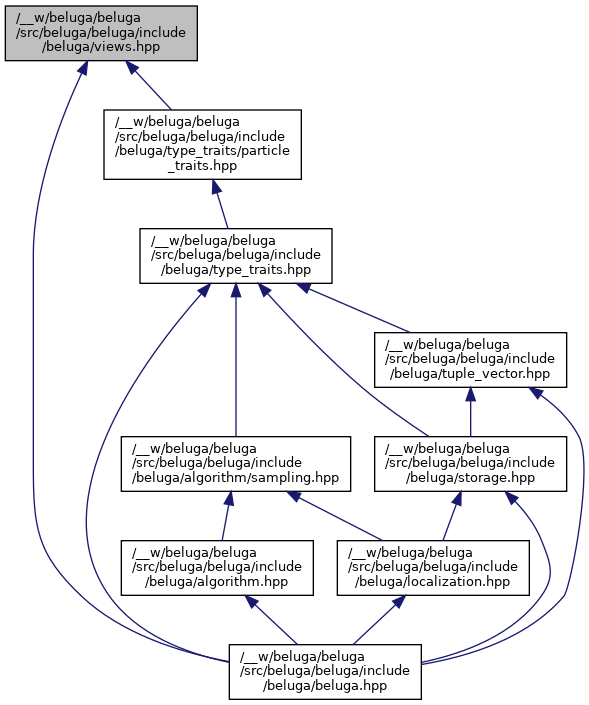 /__w/beluga/beluga
/src/beluga/beluga/include
/beluga/views.hpp
/__w/beluga/beluga
/src/beluga/beluga/include
/beluga/type_traits/particle
_traits.hpp
/__w/beluga/beluga
/src/beluga/beluga/include
/beluga/type_traits.hpp
/__w/beluga/beluga
/src/beluga/beluga/include
/beluga/tuple_vector.hpp
/__w/beluga/beluga
/src/beluga/beluga/include
/beluga/algorithm/sampling.hpp
/__w/beluga/beluga
/src/beluga/beluga/include
/beluga/storage.hpp
/__w/beluga/beluga
/src/beluga/beluga/include
/beluga/algorithm.hpp
/__w/beluga/beluga
/src/beluga/beluga/include
/beluga/localization.hpp
/__w/beluga/beluga
/src/beluga/beluga/include
/beluga/beluga.hpp